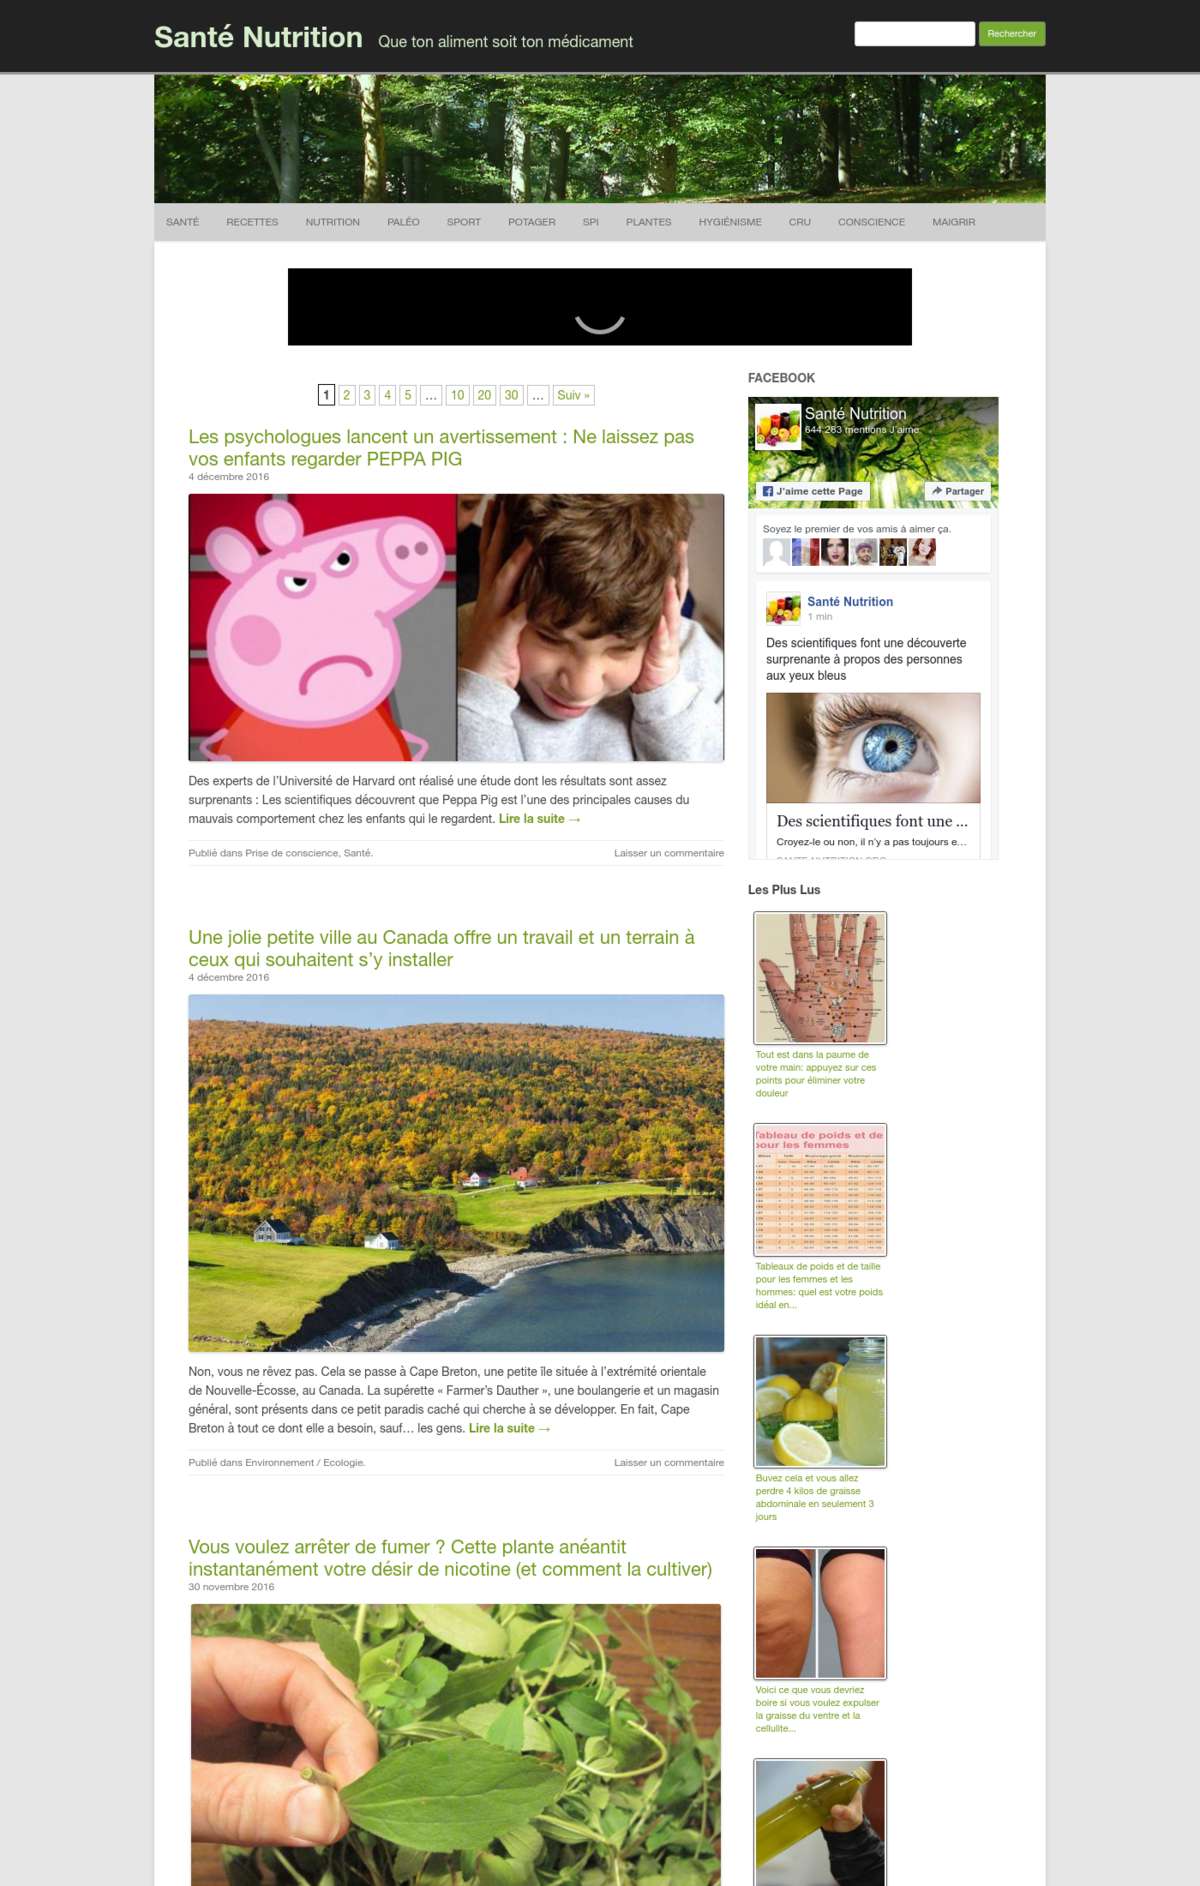 Santé Nutrition
Que ton aliment soit ton médicament
Rechercher
SANTÉ RECETTES NUTRITION PALÉO SPORT POTAGER SPI PLANTES HYGIÉNISME CRU CONSCIENCE MAIGRIR
1 2 3 4 5 … 10 20 30 … Suiv »
Les psychologues lancent un avertissement : Ne laissez pas
vos enfants regarder PEPPA PIG
4 décembre 2016
Des experts de l'Université de Harvard ont réalisé une étude dont les résultats sont assez
surprenants : Les scientifiques découvrent que Peppa Pig est l'une des principales causes du
mauvais comportement chez les enfants qui le regardent. Lire la suite →
Publié dans Prise de conscience, Santé.
Laisser un commentaire
Une jolie petite ville au Canada offre un travail et un terrain à
ceux qui souhaitent s'y installer
4 décembre 2016
Non, vous ne rêvez pas. Cela se passe à Cape Breton, une petite île située à l'extrémité orientale
de Nouvelle-Écosse, au Canada. La supérette « Farmer's Dauther », une boulangerie et un magasin
général, sont présents dans ce petit paradis caché qui cherche à se développer. En fait, Cape
Breton à tout ce dont elle a besoin, sauf… les gens. Lire la suite →
Publié dans Environnement / Ecologie.
Laisser un commentaire
Vous voulez arrêter de fumer ? Cette plante anéantit
instantanément votre désir de nicotine (et comment la cultiver)
30 novembre 2016
FACEBOOK
Santé Nutrition
644 283 mentions J'aime
J'aime cette Page
Partager
Soyez le premier de vos amis à aimer ça.
Santé Nutrition
1 min
Des scientifiques font une découverte
surprenante à propos des personnes
aux yeux bleus
Des scientifiques font une ...
Croyez-le ou non, il n'y a pas toujours e…
SANTE-NUTRITION.ORG
Les Plus Lus
Tout est dans la paume de
votre main: appuyez sur ces
points pour éliminer votre
douleur
Tableau de poids et de
pour les femmes
Tableaux de poids et de taille
pour les femmes et les
hommes: quel est votre poids
idéal en...
Buvez cela et vous allez
perdre 4 kilos de graisse
abdominale en seulement 3
jours
Voici ce que vous devriez
boire si vous voulez expulser
la graisse du ventre et la
cellulite...